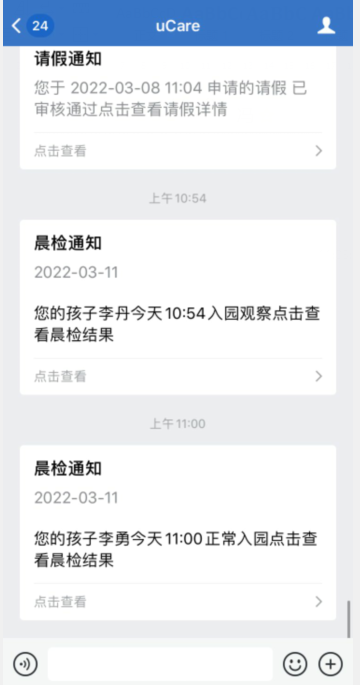 24
uCare
请假通知
您于 2022-03-08 11:04 申请的请假 已
审核通过点击查看请假详情
点击查看
上午 10:54
晨检通知
2022-03-11
您的孩子李丹今天10:54入园观察点击查
看晨检结果
点击查看
上午 11:00
晨检通知
2022-03-11
您的孩子李勇今天11:00正常入园点击查
看晨检结果
点击查看